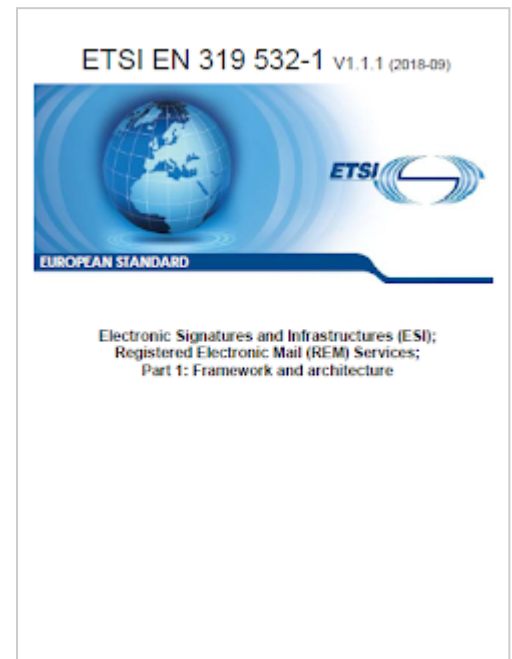 ETSI EN 319 532-1 V1.1.1 (2018-09)
ETSI
EUROPEAN STANDARD
Electronic Signatures and Infrastructures (ESI);
Registered Electronic Mail (REM) Services;
Part 1: Framework and architecture